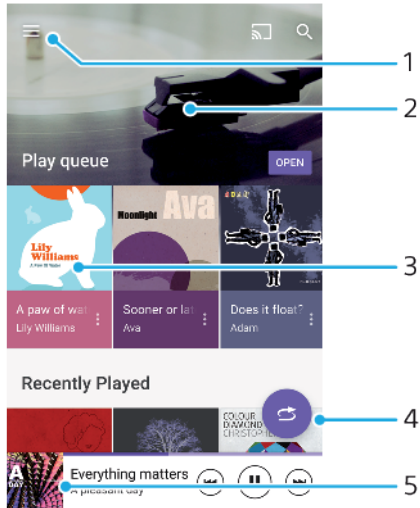 1
2
Play queue
OPEN
Moonlight
Ava
Lily
Williams
3
A paw of wat
Sooner or lat
Does it float?
Lily Williams
Ava
Adam
Recently Played
4
COLOUR
DIAMOND
CHRISTOPHE
A
DAY
Everything matters
A pleasant day
5